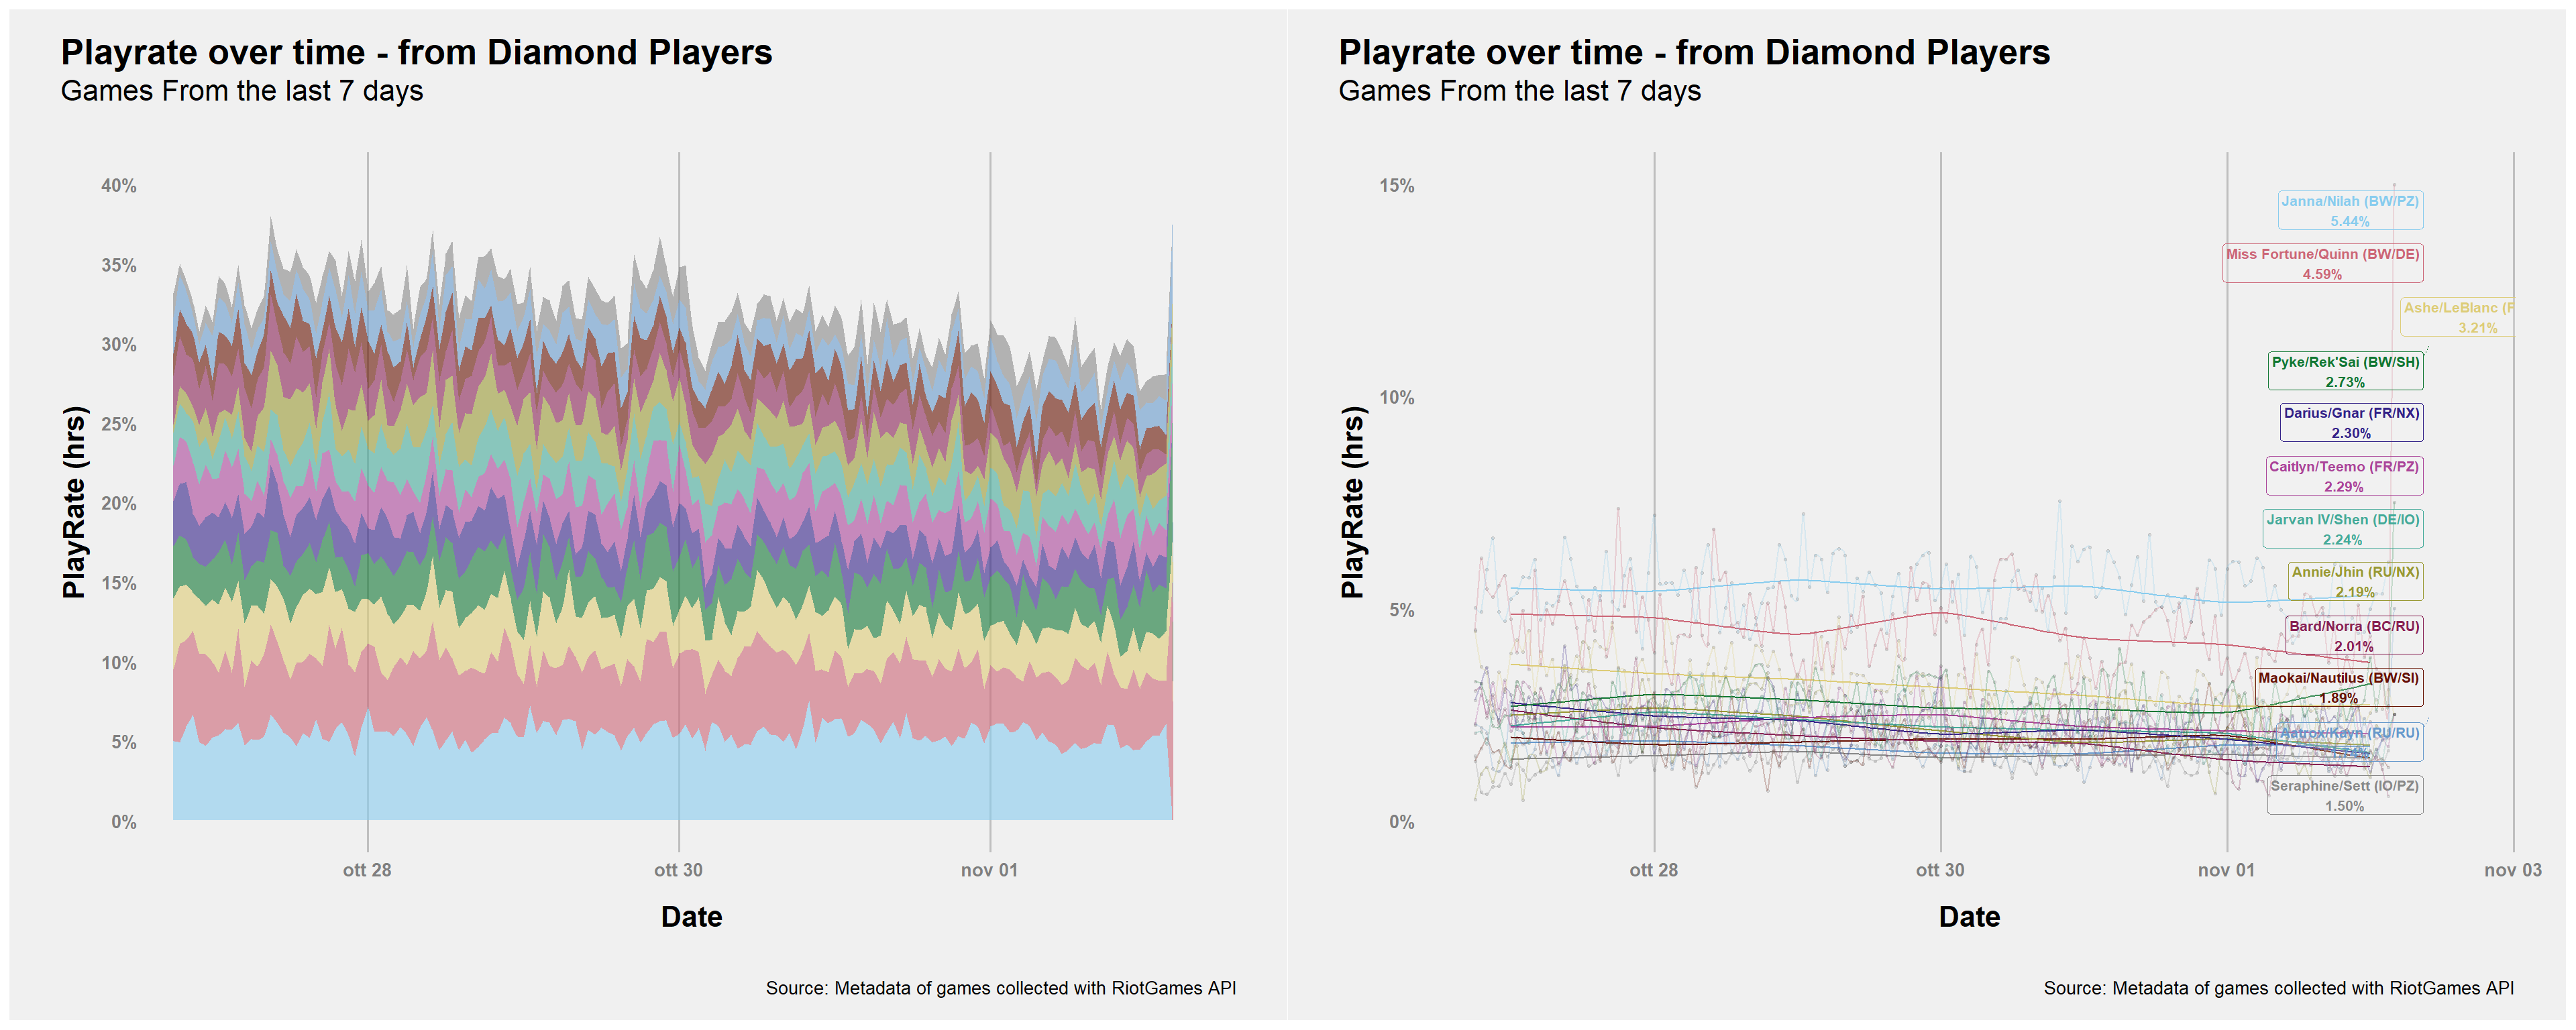 Playrate over time - from Diamond Players
Games From the last 7 days
PlayRate (hrs)
40%
35%
30%
25%
20%
15%
10%
5%
0%
ott 28
ott 30
nov 01
Date
Source: Metadata of games collected with RiotGames API
Playrate over time - from Diamond Players
Games From the last 7 days
PlayRate (hrs)
15%
10%
5%
0%
Janna/Nilah (BW/PZ)
5.44%
Miss Fortune/Quinn (BW/DE)
4.59%
Ashe/LeBlanc (F
3.21%
Pyke/Rek'Sai (BW/SH)
2.73%
Darius/Gnar (FR/NX)
2.30%
Caitlyn/Teemo (FR/PZ)
2.29%
Jarvan IV/Shen (DE/IO)
2.24%
Annie/Jhin (RU/NX)
2.19%
Bard/Norra (BC/RU)
2.01%
Maokai/Nautilus (BW/SI)
1.89%
Aatrox/Kayn (RU/RU)
Seraphine/Sett (IO/PZ)
1.50%
ott 28
ott 30
nov 01
nov 03
Date
Source: Metadata of games collected with RiotGames API